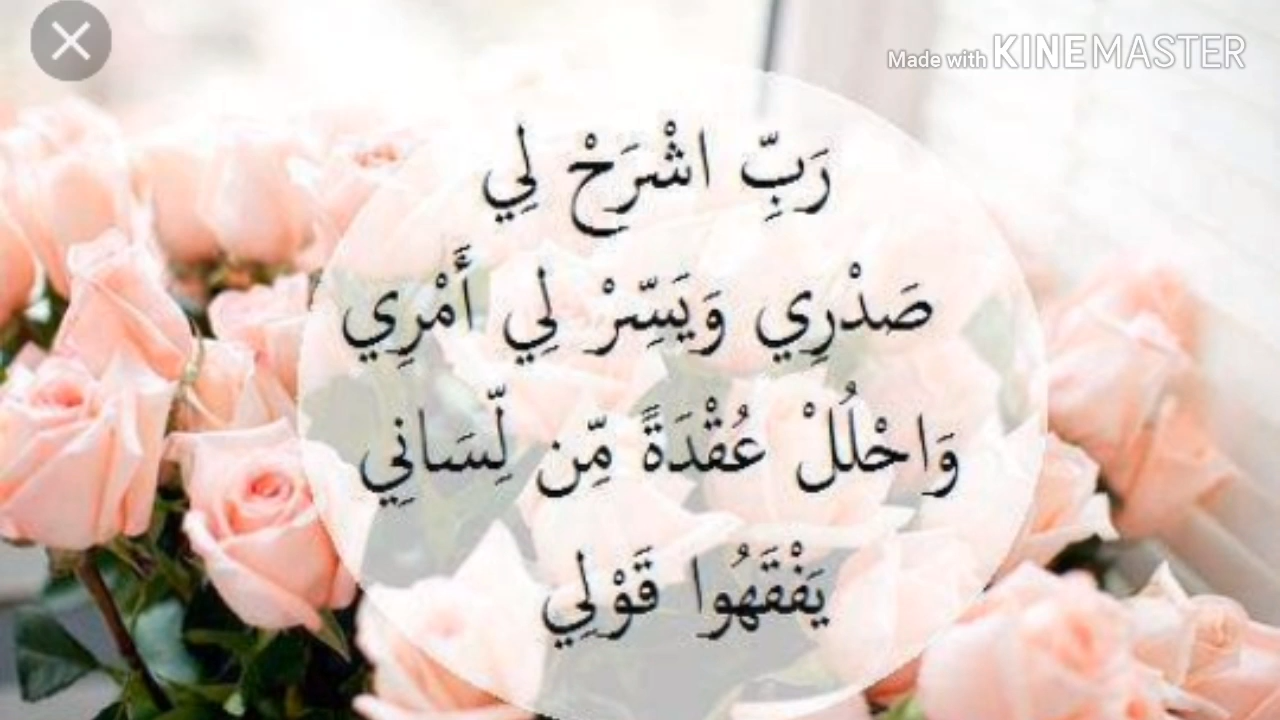 Made with KINEMASTER
رَبِّ اشْرَحْ لِي
صَدْرِي وَيَسِّرْ لِي أَمْرِي
وَاحْلُلْ عُقْدَةً مِّن لِّسَانِي
يَفْقَهُوا قَوْلِي